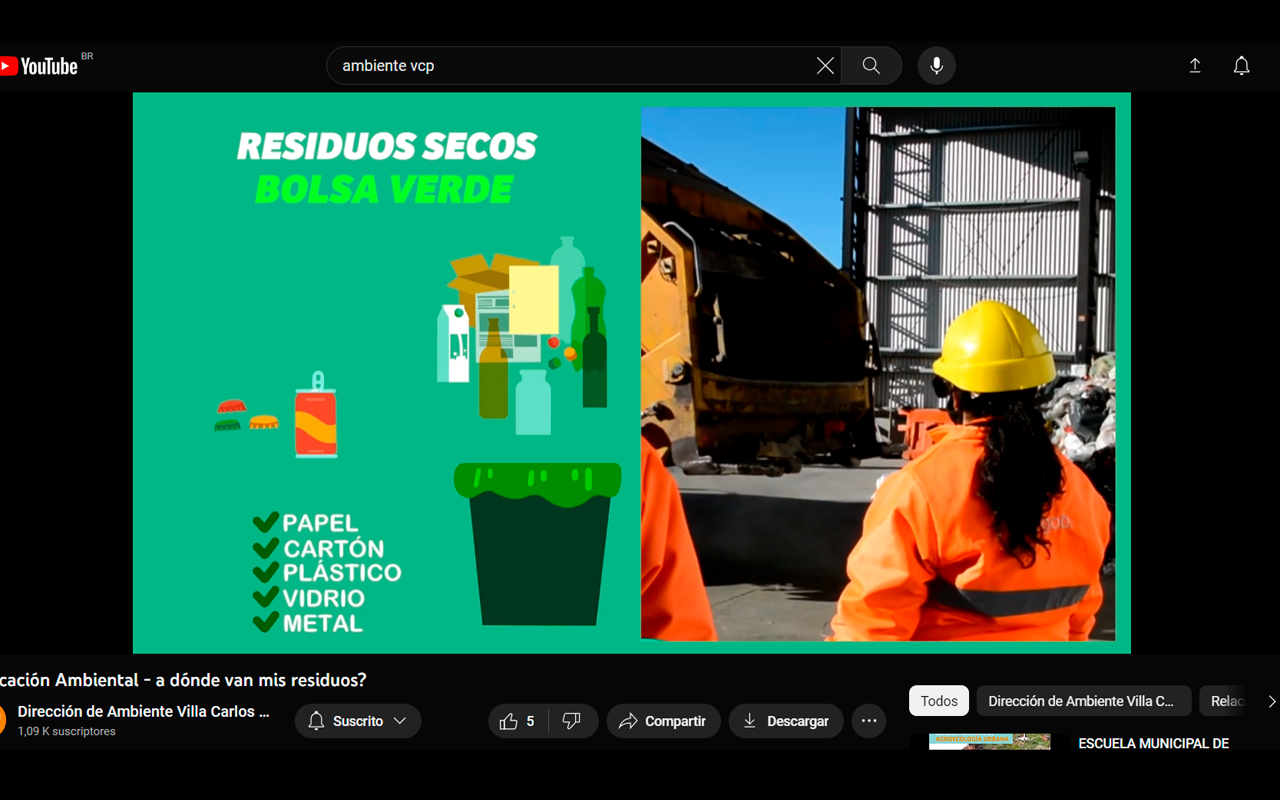 YouTube BR
ambiente vcp
RESIDUOS SECOS
BOLSA VERDE
PAPEL
CARTÓN
PLÁSTICO
VIDRIO
METAL
cación Ambiental - a dónde van mis residuos?
Dirección de Ambiente Villa Carlos ...
1,09 K suscriptores
Suscrito
5
Compartir
Descargar
Todos
Dirección de Ambiente Villa C...
Relac
AGROECOLOGÍA URBANA
ESCUELA MUNICIPAL DE